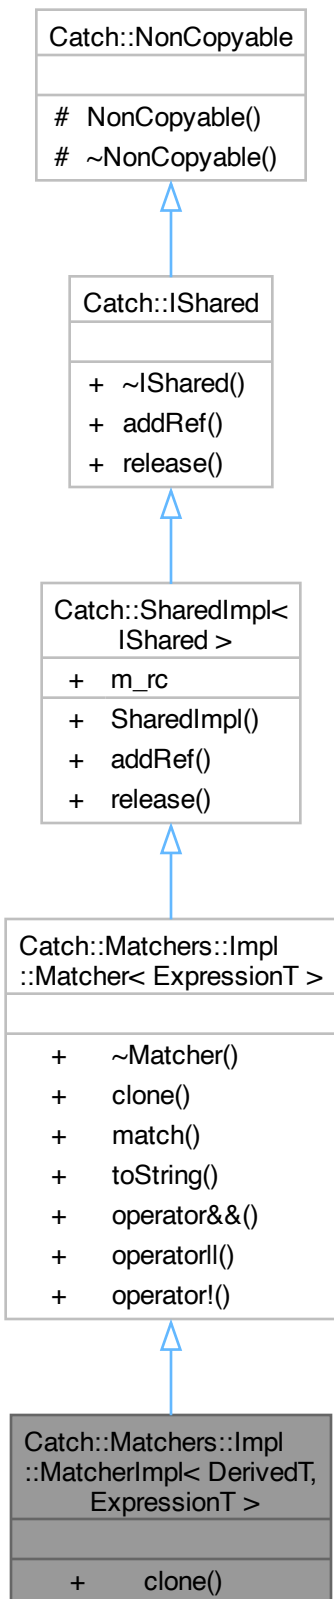 Catch::NonCopyable
# NonCopyable()
# ~NonCopyable()
Catch::IShared
+ ~IShared()
+ addRef()
+ release()
Catch::SharedImpl<
IShared >
+ m_rc
+ SharedImpl()
+ addRef()
+ release()
Catch::Matchers::Impl
::Matcher< ExpressionT >
+ ~Matcher()
+ clone()
+ match()
+ toString()
+ operator&&()
+ operator||()
+ operator!()
Catch::Matchers::Impl
::MatcherImpl< DerivedT,
ExpressionT >
+ clone()